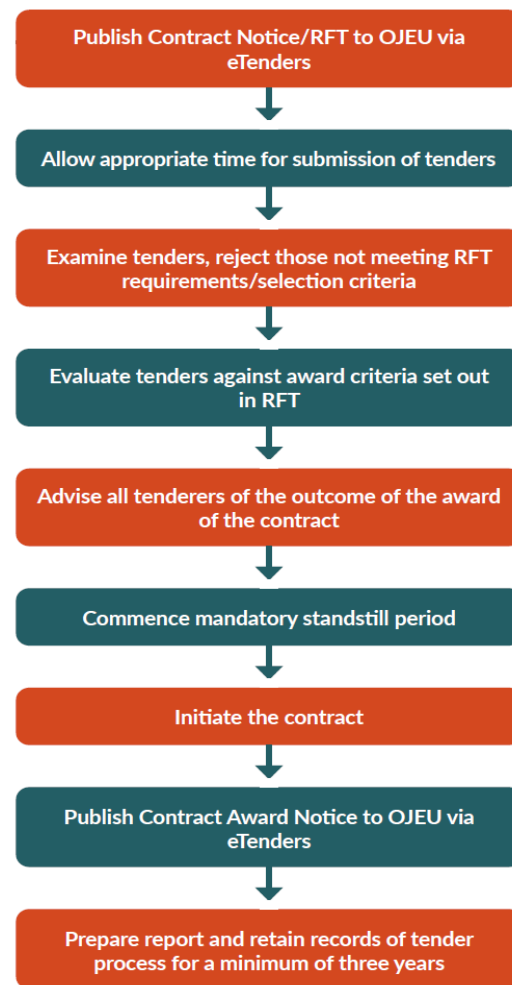 Publish Contract Notice/RFT to OJEU via
eTenders
Allow appropriate time for submission of tenders
Examine tenders, reject those not meeting RFT
requirements/selection criteria
Evaluate tenders against award criteria set out
in RFT
Advise all tenderers of the outcome of the award
of the contract
Commence mandatory standstill period
Initiate the contract
Publish Contract Award Notice to OJEU via
eTenders
Prepare report and retain records of tender
process for a minimum of three years